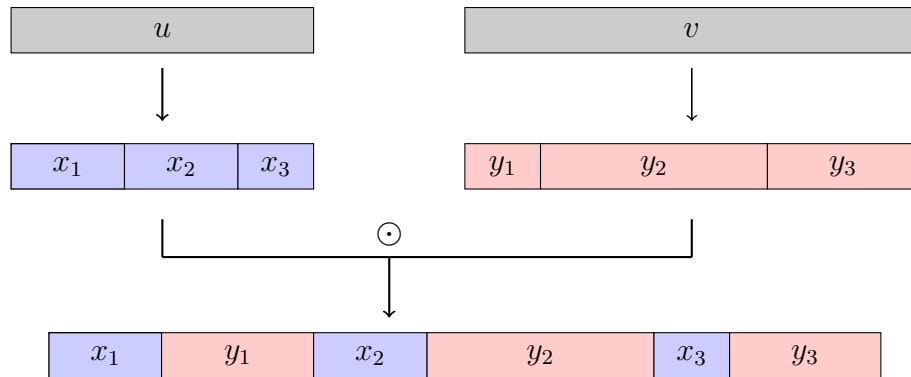 u v
x₁ x₂ x₃ y₁ y₂ y₃
⊙
x₁ y₁ x₂ y₂ x₃ y₃